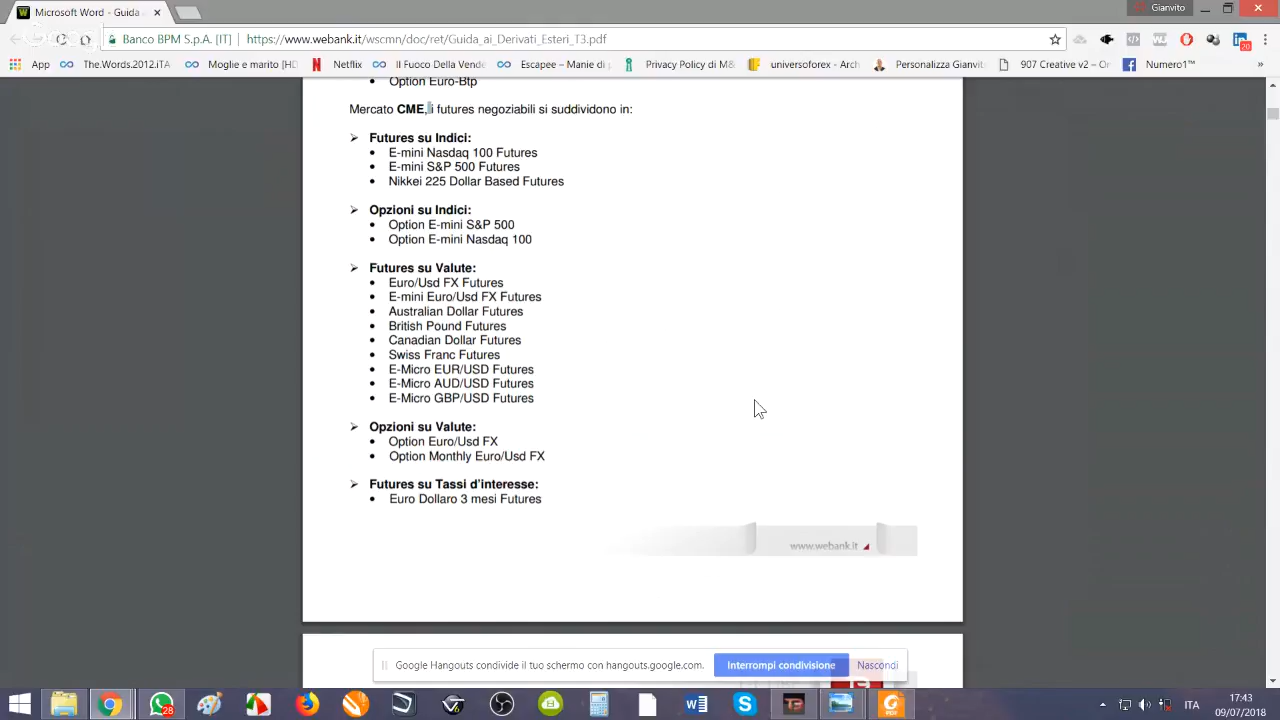 Microsoft Word - Guida
Gianvito
Banco BPM S.p.A. [IT] https://www.webank.it/wscmn/doc/ret/Guida_ai_Derivati_Esteri_T3.pdf
20
App The.Words.2012.iTA Moglie e marito [HD Netflix Il Fuoco Della Vende Escapee - Manie di Privacy Policy di M& universoforex - Arch Personalizza Gianvito 907 Creative v2 - O Numero1™
• Option Euro-Btp
Mercato CME, i futures negoziabili si suddividono in:
➢ Futures su Indici:
• E-mini Nasdaq 100 Futures
• E-mini S&P 500 Futures
• Nikkei 225 Dollar Based Futures
➢ Opzioni su Indici:
• Option E-mini S&P 500
• Option E-mini Nasdaq 100
➢ Futures su Valute:
• Euro/Usd FX Futures
• E-mini Euro/Usd FX Futures
• Australian Dollar Futures
• British Pound Futures
• Canadian Dollar Futures
• Swiss Franc Futures
• E-Micro EUR/USD Futures
• E-Micro AUD/USD Futures
• E-Micro GBP/USD Futures
➢ Opzioni su Valute:
• Option Euro/Usd FX
• Option Monthly Euro/Usd FX
➢ Futures su Tassi d'interesse:
• Euro Dollaro 3 mesi Futures
www.webank.it
Google Hangouts condivide il tuo schermo con hangouts.google.com. Interrompi condivisione Nascondi
28
ITA
17:43
09/07/2018